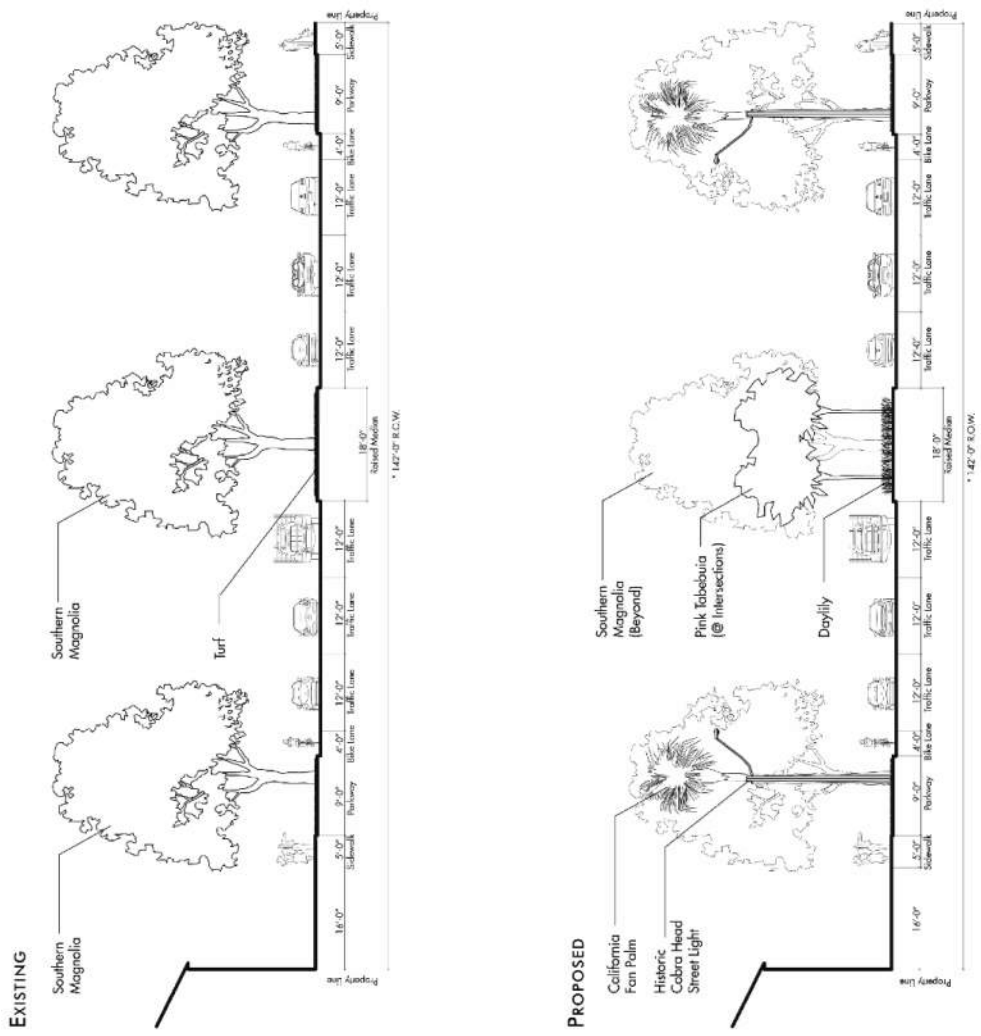 EXISTING
Southern
Magnolia
Southern
Magnolia
Turf
Property Line
16'-0"
5'-0"
Sidewalk
9'-0"
Parkway
4'-0"
Bike Lane
12'-0"
Traffic Lane
12'-0"
Traffic Lane
12'-0"
Traffic Lane
18'-0"
Raised Median
12'-0"
Traffic Lane
12'-0"
Traffic Lane
12'-0"
Traffic Lane
4'-0"
Bike Lane
9'-0"
Parkway
5'-0"
Sidewalk
Property Line
* 142'-0" R.O.W.
PROPOSED
California
Fan Palm
Historic
Cobra Head
Street Light
Southern
Magnolia
(Beyond)
Pink Tabebuia
(@ Intersections)
Daylily
Property Line
16'-0"
5'-0"
Sidewalk
9'-0"
Parkway
4'-0"
Bike Lane
12'-0"
Traffic Lane
12'-0"
Traffic Lane
12'-0"
Traffic Lane
18'-0"
Raised Median
12'-0"
Traffic Lane
12'-0"
Traffic Lane
12'-0"
Traffic Lane
4'-0"
Bike Lane
9'-0"
Parkway
5'-0"
Sidewalk
Property Line
* 142'-0" R.O.W.